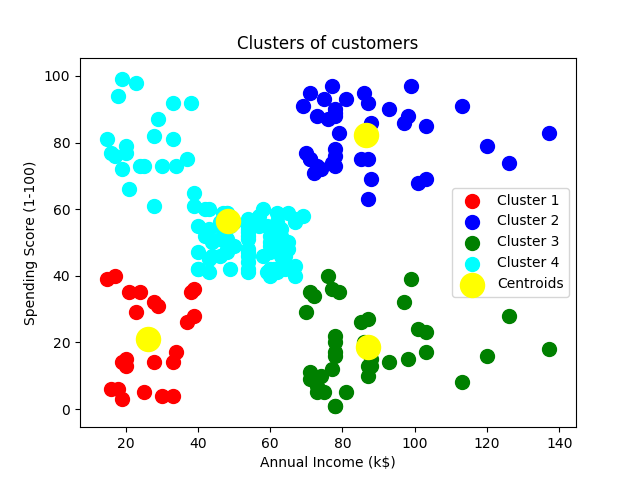 Clusters of customers
100
80
60
40
20
0
Spending Score (1-100)
Cluster 1
Cluster 2
Cluster 3
Cluster 4
Centroids
20 40 60 80 100 120 140
Annual Income (k$)